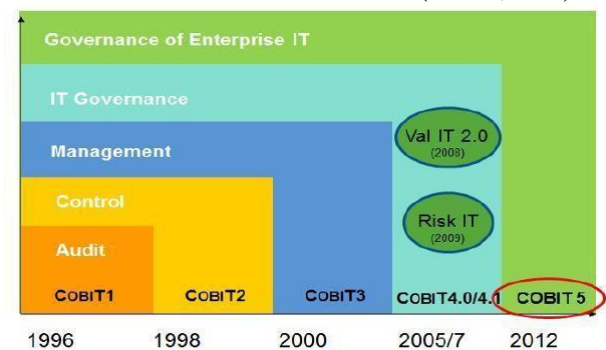 Governance of Enterprise IT
IT Governance
Val IT 2.0
(2008)
Management
Control
Risk IT
(2009)
Audit
COBIT1 COBIT2 COBIT3 COBIT4.0/4.1 COBIT 5
1996 1998 2000 2005/7 2012